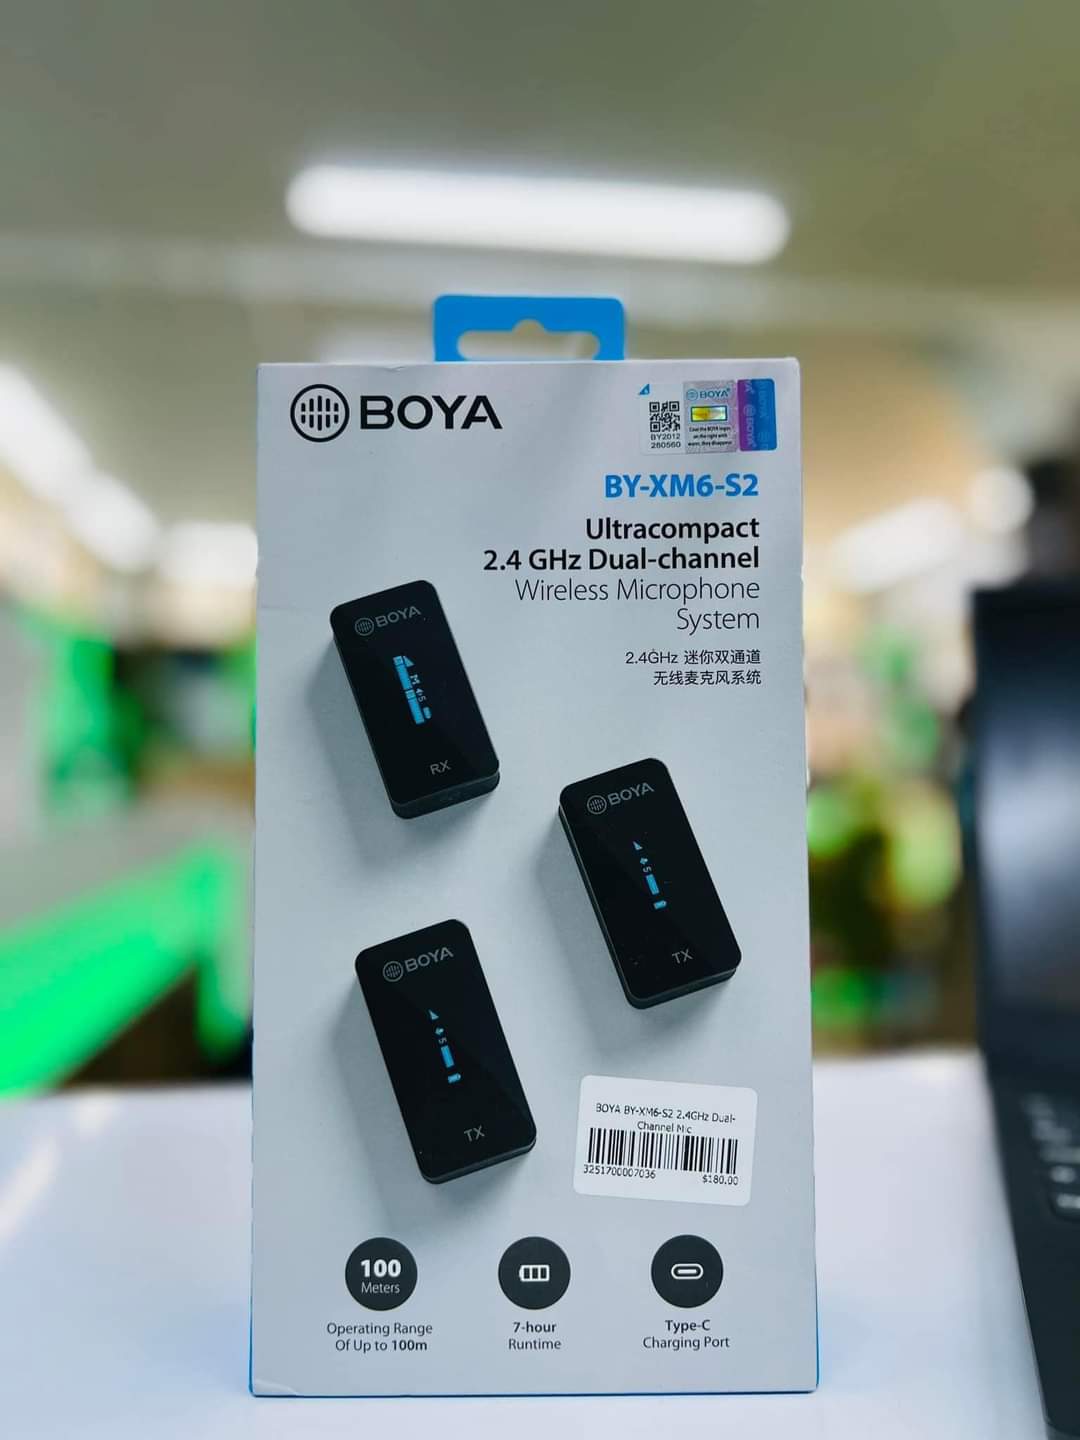 BOYA
BOYA
BY2012
280560
BY-XM6-S2
Ultracompact
2.4 GHz Dual-channel
Wireless Microphone
System
2.4GHz 迷你双通道
无线麦克风系统
BOYA
M
RX
BOYA
TX
BOYA
TX
BOYA BY-XM6-S2 2.4GHz Dual-
Channel Mic
3251700007036 $180.00
100
Meters
Operating Range
Of Up to 100m
7-hour
Runtime
Type-C
Charging Port